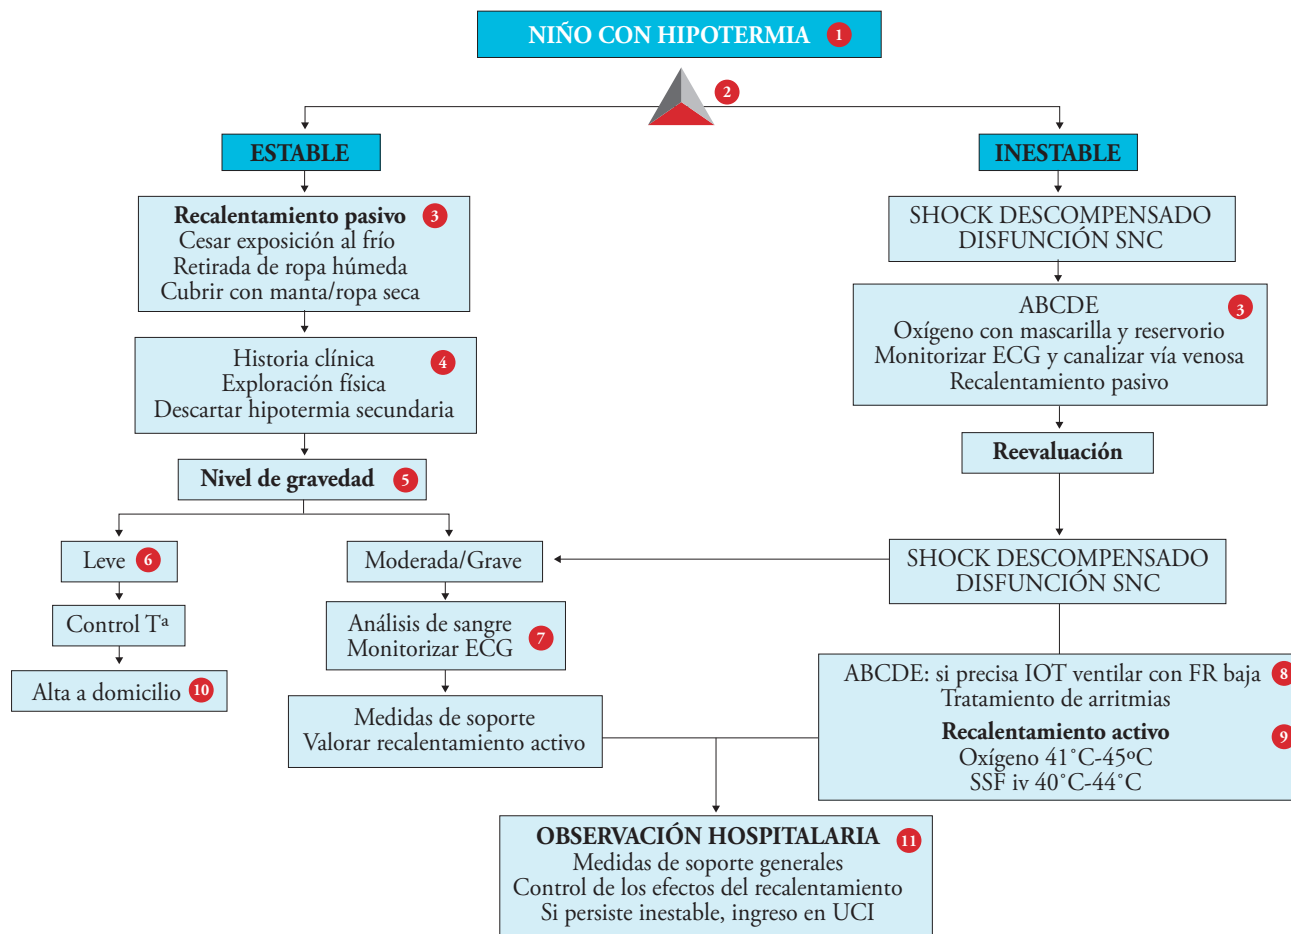 NIÑO CON HIPOTERMIA 1
2
ESTABLE
INESTABLE
Recalentamiento pasivo 3
Cesar exposición al frío
Retirada de ropa húmeda
Cubrir con manta/ropa seca
SHOCK DESCOMPENSADO
DISFUNCIÓN SNC
ABCDE 3
Oxígeno con mascarilla y reservorio
Monitorizar ECG y canalizar vía venosa
Recalentamiento pasivo
Historia clínica 4
Exploración física
Descartar hipotermia secundaria
Reevaluación
Nivel de gravedad 5
Leve 6
Moderada/Grave
SHOCK DESCOMPENSADO
DISFUNCIÓN SNC
Control Tª
Análisis de sangre 7
Monitorizar ECG
Alta a domicilio 10
Medidas de soporte
Valorar recalentamiento activo
ABCDE: si precisa IOT ventilar con FR baja 8
Tratamiento de arritmias
Recalentamiento activo 9
Oxígeno 41˚C-45ºC
SSF iv 40˚C-44˚C
OBSERVACIÓN HOSPITALARIA 11
Medidas de soporte generales
Control de los efectos del recalentamiento
Si persiste inestable, ingreso en UCI